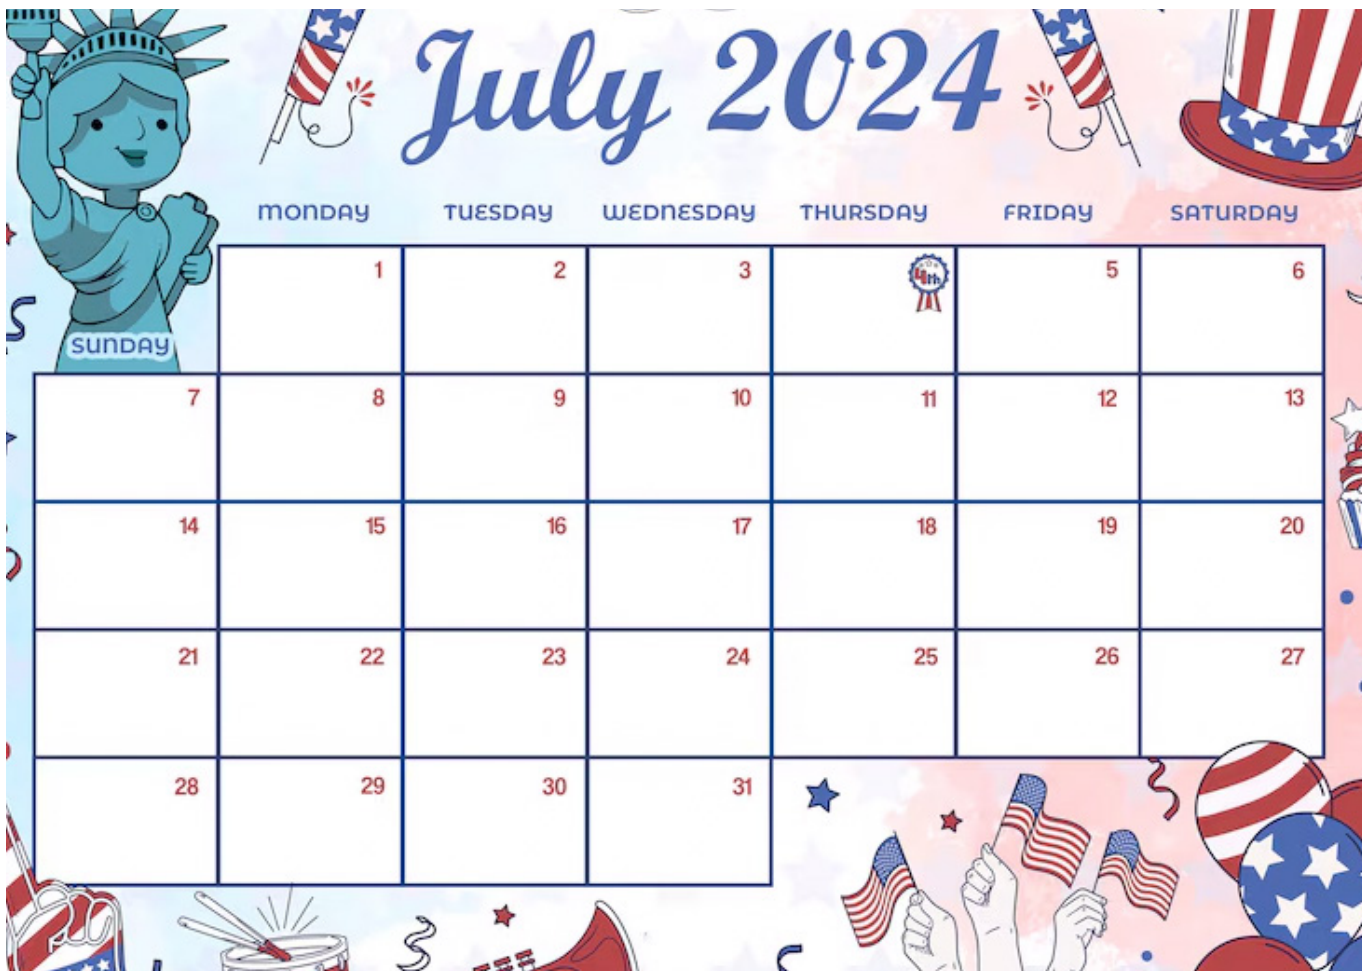 July 2024
MONDAY TUESDAY WEDNESDAY THURSDAY FRIDAY SATURDAY
1 2 3 4th 5 6
SUNDAY
7 8 9 10 11 12 13
14 15 16 17 18 19 20
21 22 23 24 25 26 27
28 29 30 31